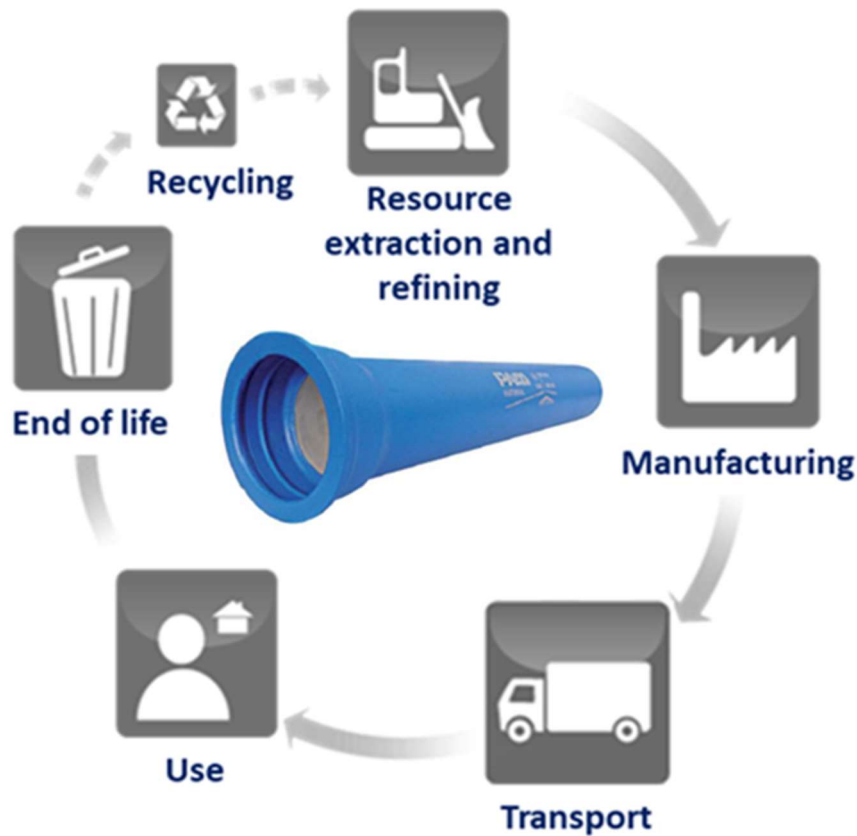 Recycling
Resource
extraction and
refining
End of life
Manufacturing
Use
Transport